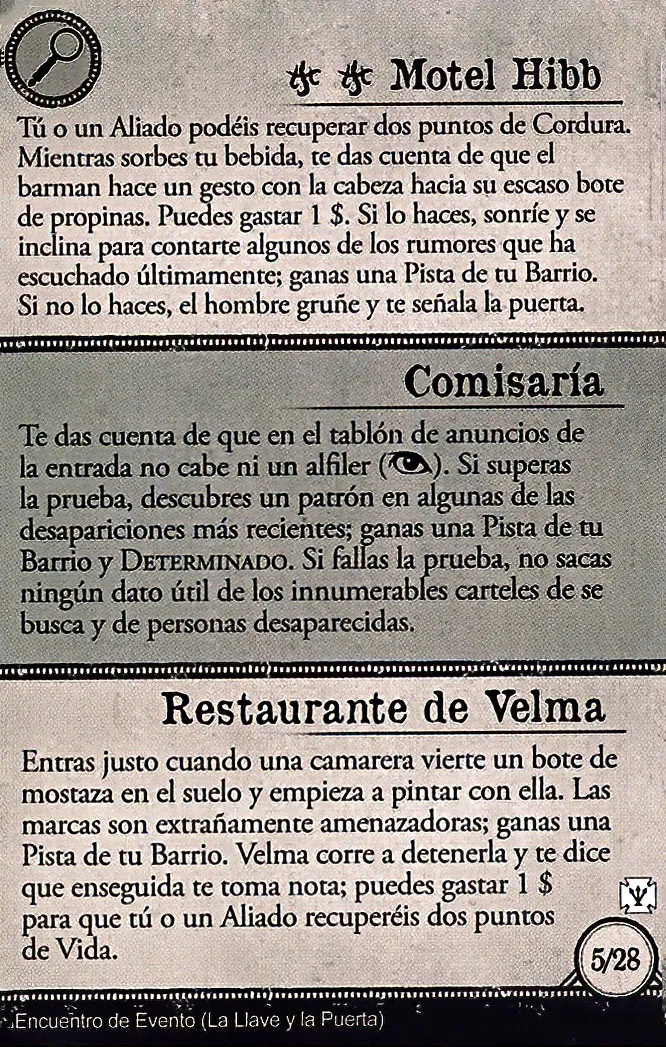 Motel Hibb
Tú o un Aliado podéis recuperar dos puntos de Cordura.
Mientras sorbes tu bebida, te das cuenta de que el
barman hace un gesto con la cabeza hacia su escaso bote
de propinas. Puedes gastar 1 $. Si lo haces, sonríe y se
inclina para contarte algunos de los rumores que ha
escuchado últimamente; ganas una Pista de tu Barrio.
Si no lo haces, el hombre gruñe y te señala la puerta.
Comisaría
Te das cuenta de que en el tablón de anuncios de
la entrada no cabe ni un alfiler (). Si superas
la prueba, descubres un patrón en algunas de las
desapariciones más recientes; ganas una Pista de tu
Barrio y DETERMINADO. Si fallas la prueba, no sacas
ningún dato útil de los innumerables carteles de se
busca y de personas desaparecidas.
Restaurante de Velma
Entras justo cuando una camarera vierte un bote de
mostaza en el suelo y empieza a pintar con ella. Las
marcas son extrañamente amenazadoras; ganas una
Pista de tu Barrio. Velma corre a detenerla y te dice
que enseguida te toma nota; puedes gastar 1 $
para que tú o un Aliado recuperéis dos puntos
de Vida.
5/28
Encuentro de Evento (La Llave y la Puerta)